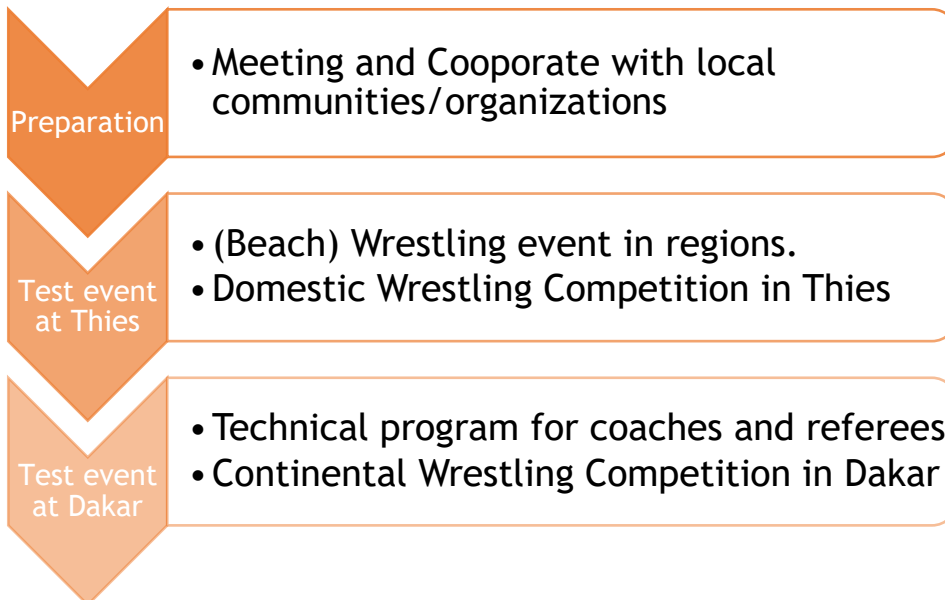 Preparation
• Meeting and Cooporate with local
communities/organizations
Test event
at Thies
• (Beach) Wrestling event in regions.
• Domestic Wrestling Competition in Thies
Test event
at Dakar
• Technical program for coaches and referees
• Continental Wrestling Competition in Dakar